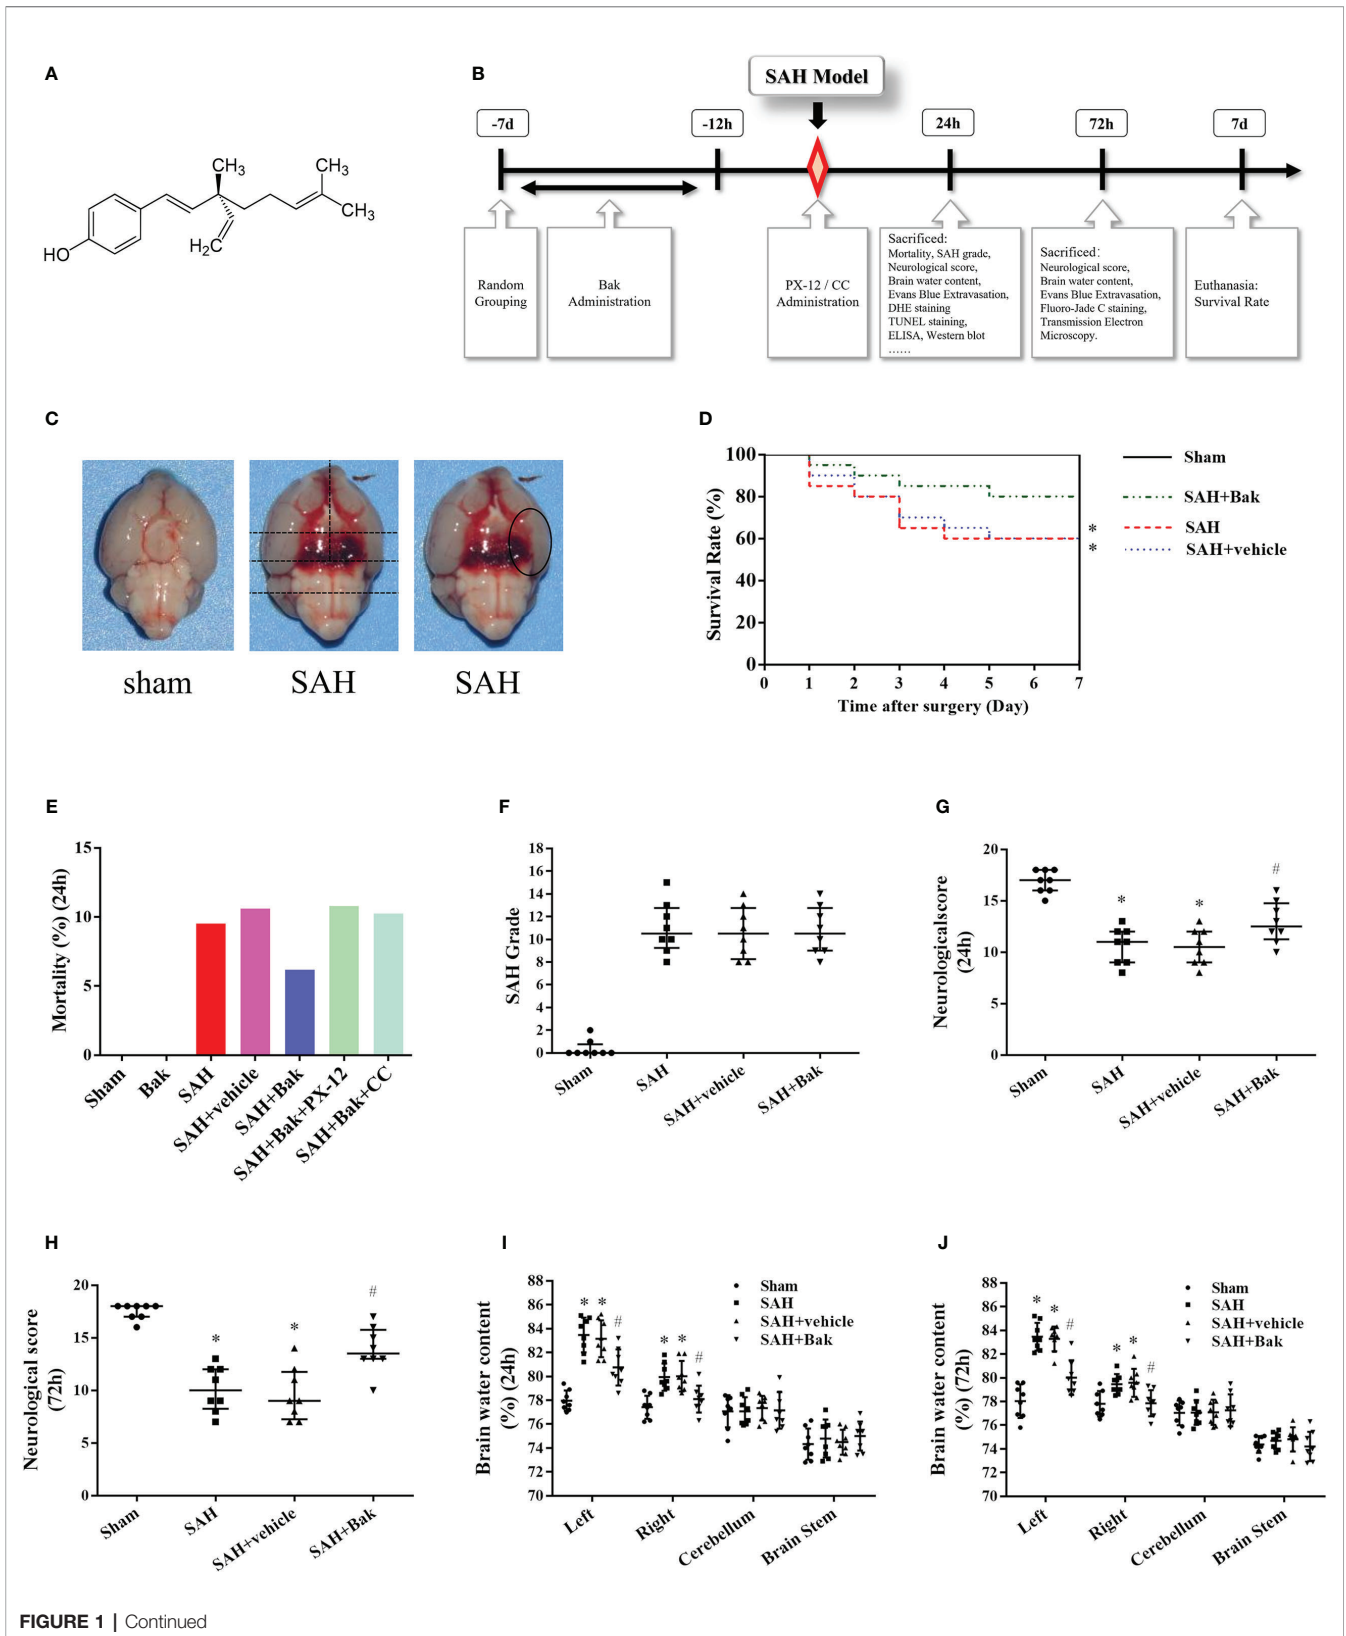 A
CH3
CH3
CH3
H2C
HO
B
SAH Model
-7d
-12h
24h
72h
7d
Random
Grouping
Bak
Administration
PX-12 / CC
Administration
Sacrificed:
Mortality, SAH grade,
Neurological score,
Brain water content,
Evans Blue Extravasation,
DHE staining
TUNEL staining,
ELISA, Western blot
……
Sacrificed:
Neurological score,
Brain water content,
Evans Blue Extravasation,
Fluoro-Jade C staining,
Transmission Electron
Microscopy.
Euthanasia:
Survival Rate
C
sham
SAH
SAH
D
Survival Rate (%)
100
80
60
40
20
0
0 1 2 3 4 5 6 7
Time after surgery (Day)
Sham
SAH+Bak
SAH
SAH+vehicle
*
*
E
Mortality (%) (24h)
15
10
5
0
Sham
Bak
SAH
SAH+vehicle
SAH+Bak
SAH+Bak+PX-12
SAH+Bak+CC
F
SAH Grade
18
16
14
12
10
8
6
4
2
0
Sham
SAH
SAH+vehicle
SAH+Bak
G
Neurologicalscore
(24h)
20
15
10
5
0
*
*
#
Sham
SAH
SAH+vehicle
SAH+Bak
H
Neurological score
(72h)
20
15
10
5
0
*
*
#
Sham
SAH
SAH+vehicle
SAH+Bak
I
Brain water content
(%) (24h)
88
86
84
82
80
78
76
74
72
70
* * #
* * #
Sham
SAH
SAH+vehicle
SAH+Bak
Left
Right
Cerebellum
Brain Stem
J
Brain water content
(%) (72h)
88
86
84
82
80
78
76
74
72
70
* * #
* * #
Sham
SAH
SAH+vehicle
SAH+Bak
Left
Right
Cerebellum
Brain Stem
FIGURE 1 | Continued